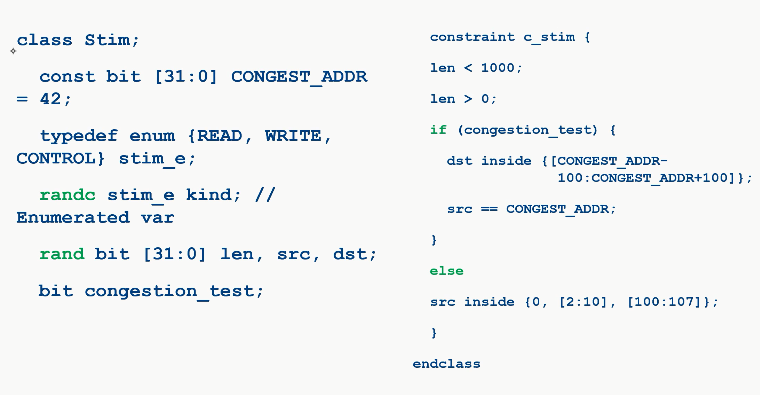 class Stim;
const bit [31:0] CONGEST_ADDR
= 42;
typedef enum {READ, WRITE,
CONTROL} stim_e;
randc stim_e kind; //
Enumerated var
rand bit [31:0] len, src, dst;
bit congestion_test;
constraint c_stim {
len < 1000;
len > 0;
if (congestion_test) {
dst inside {[CONGEST_ADDR-
100:CONGEST_ADDR+100]};
src == CONGEST_ADDR;
}
else
src inside {0, [2:10], [100:107]};
}
endclass